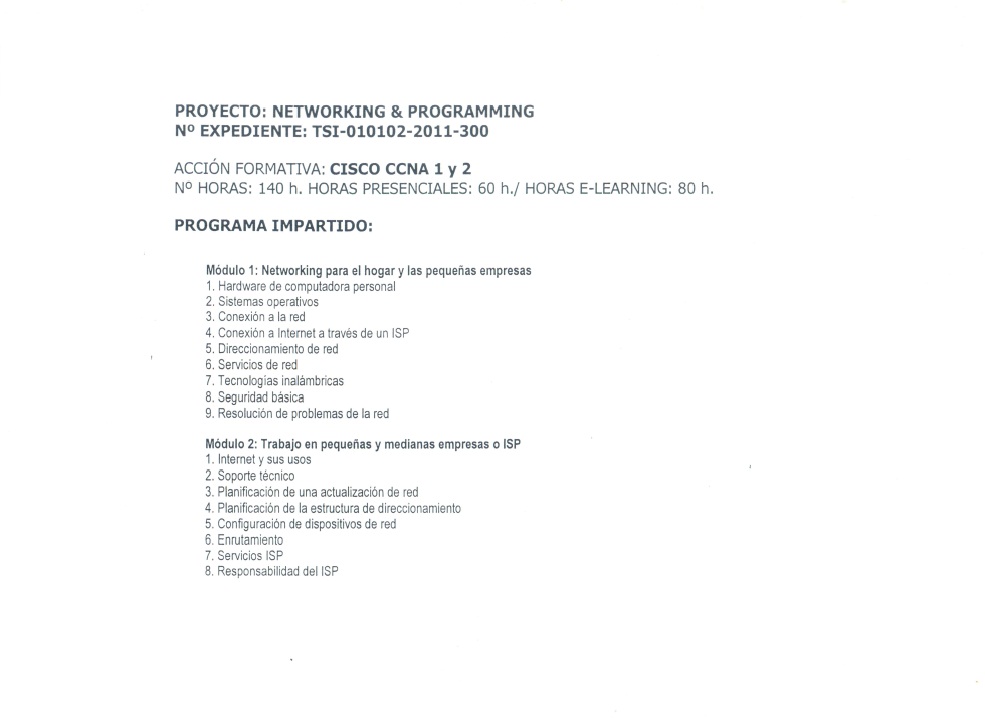 PROYECTO: NETWORKING & PROGRAMMING
Nº EXPEDIENTE: TSI-010102-2011-300
ACCIÓN FORMATIVA: CISCO CCNA 1 y 2
Nº HORAS: 140 h. HORAS PRESENCIALES: 60 h./ HORAS E-LEARNING: 80 h.
PROGRAMA IMPARTIDO:
Módulo 1: Networking para el hogar y las pequeñas empresas
1. Hardware de computadora personal
2. Sistemas operativos
3. Conexión a la red
4. Conexión a Internet a través de un ISP
5. Direccionamiento de red
6. Servicios de red
7. Tecnologías inalámbricas
8. Seguridad básica
9. Resolución de problemas de la red
Módulo 2: Trabajo en pequeñas y medianas empresas o ISP
1. Internet y sus usos
2. Soporte técnico
3. Planificación de una actualización de red
4. Planificación de la estructura de direccionamiento
5. Configuración de dispositivos de red
6. Enrutamiento
7. Servicios ISP
8. Responsabilidad del ISP